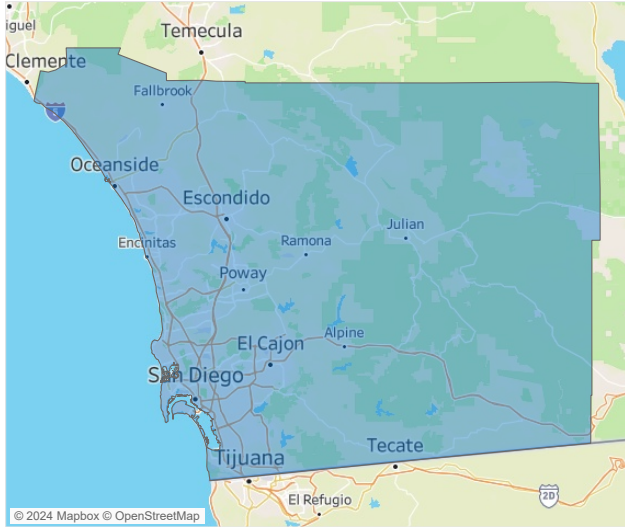 iguel
Temecula
Clemente
Fallbrook
Oceanside
Escondido
Julian
Encinitas
Ramona
Poway
Alpine
El Cajon
San Diego
Tecate
Tijuana
El Refugio
2D
© 2024 Mapbox © OpenStreetMap